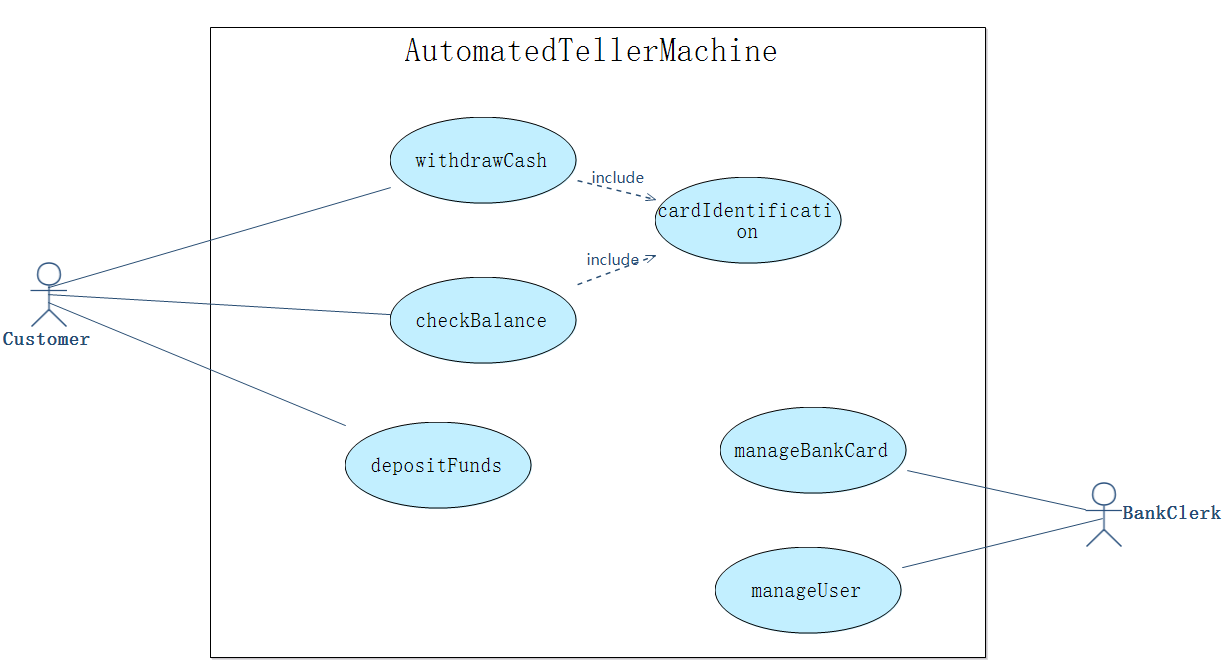 AutomatedTellerMachine
withdrawCash
include
cardIdentificati
on
include
checkBalance
Customer
depositFunds
manageBankCard
BankClerk
manageUser